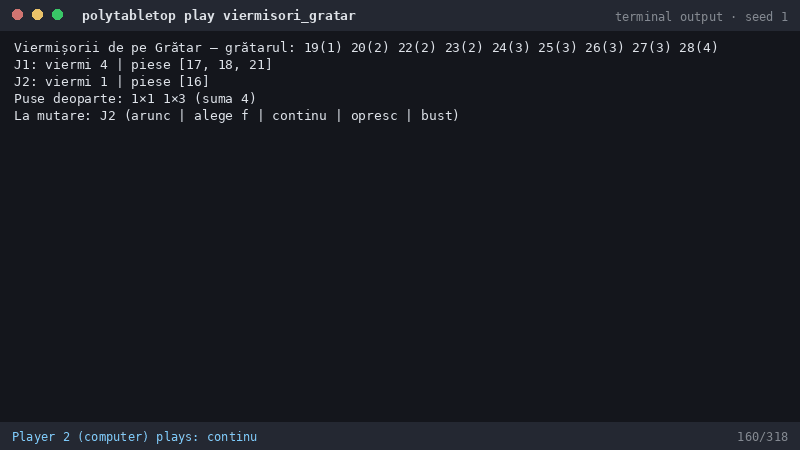 polytabletop play viermisori_gratar
terminal output · seed 1
Viermișorii de pe Grătar — grătarul: 19(1) 20(2) 22(2) 23(2) 24(3) 25(3) 26(3) 27(3) 28(4)
J1: viermi 4 | piese [17, 18, 21]
J2: viermi 1 | piese [16]
Puse deoparte: 1×1 1×3 (suma 4)
La mutare: J2 (arunc | alege f | continu | opresc | bust)
Player 2 (computer) plays: continu
160/318